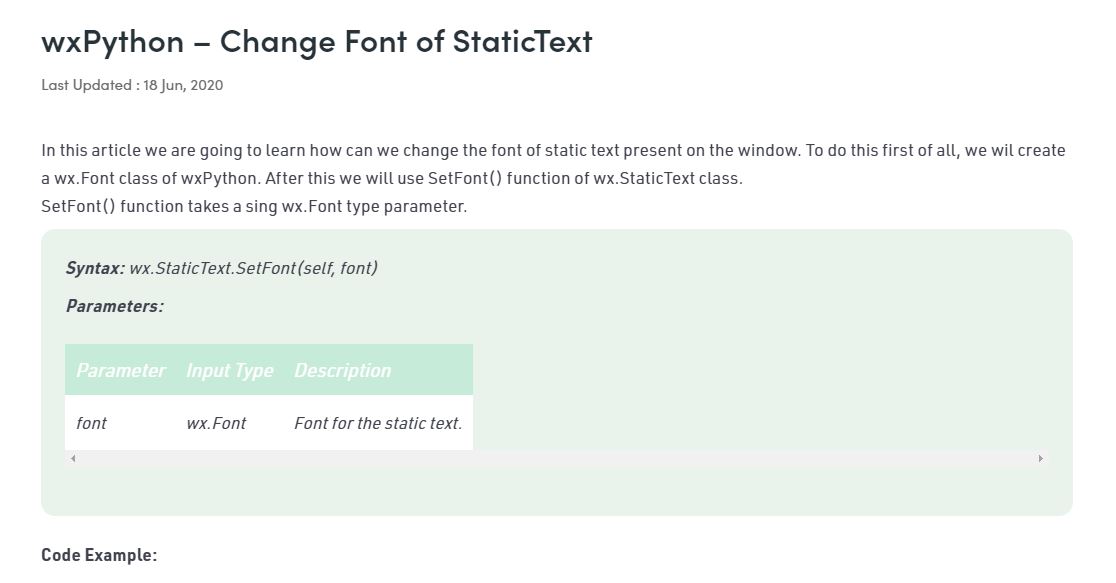 wxPython – Change Font of StaticText
Last Updated : 18 Jun, 2020
In this article we are going to learn how can we change the font of static text present on the window. To do this first of all, we wil create
a wx.Font class of wxPython. After this we will use SetFont() function of wx.StaticText class.
SetFont() function takes a sing wx.Font type parameter.
Syntax: wx.StaticText.SetFont(self, font)
Parameters:
Parameter Input Type Description
font wx.Font Font for the static text.
Code Example: